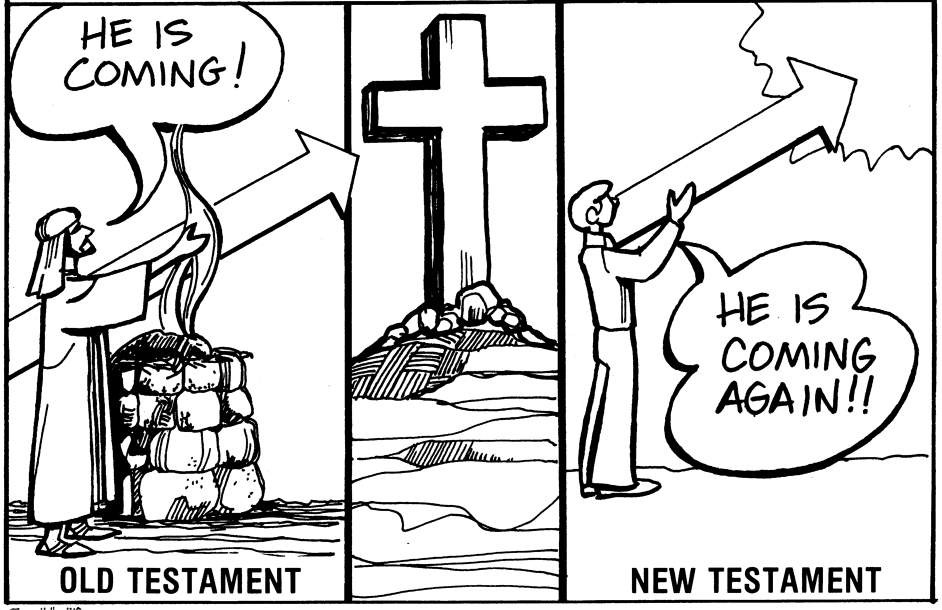 HE IS
COMING!
OLD TESTAMENT
HE IS
COMING
AGAIN!!
NEW TESTAMENT